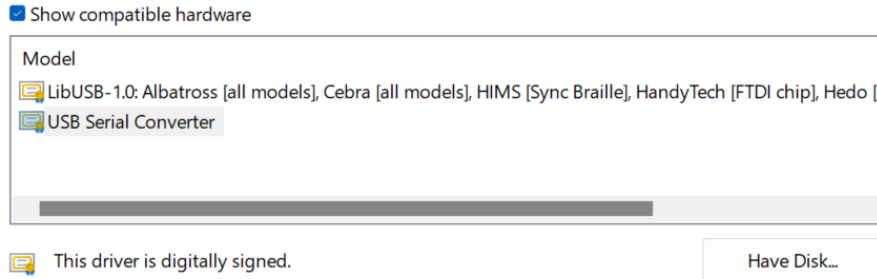 Show compatible hardware
Model
LibUSB-1.0: Albatross [all models], Cebra [all models], HIMS [Sync Braille], HandyTech [FTDI chip], Hedo [
USB Serial Converter
This driver is digitally signed.
Have Disk...